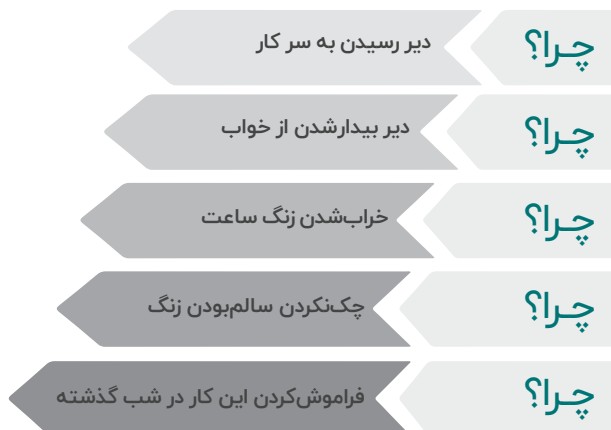 چرا؟ دیر رسیدن به سر کار
چرا؟ دیر بیدارشدن از خواب
چرا؟ خراب‌شدن زنگ ساعت
چرا؟ چک‌نکردن سالم‌بودن زنگ
چرا؟ فراموش‌کردن این کار در شب گذشته